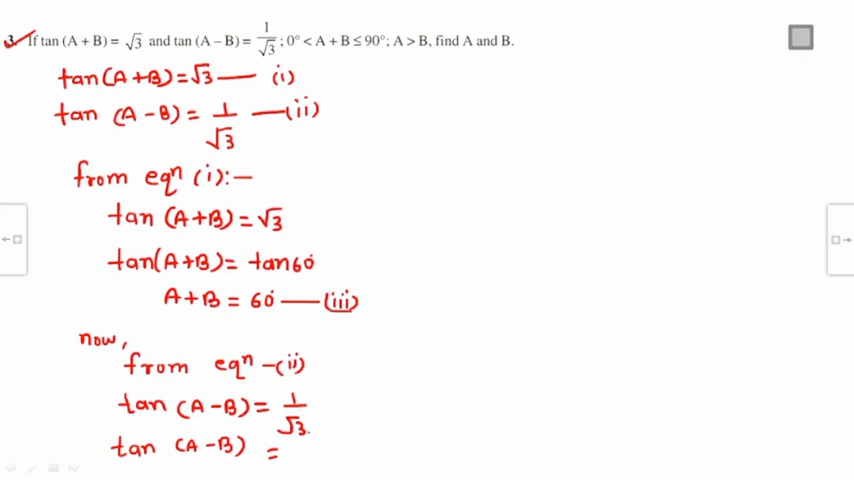 3. If tan (A + B) = √3 and tan (A – B) = 1/√3; 0° < A + B ≤ 90°; A > B, find A and B.
tan(A+B)=√3 — (i)
tan (A-B) = 1/√3 —(ii)
from eqn (i):-
tan (A+B)=√3
tan(A+B)= tan60°
A+B = 60° — (iii)
now,
from eqn -(ii)
tan (A-B) = 1/√3.
tan (A-B) =